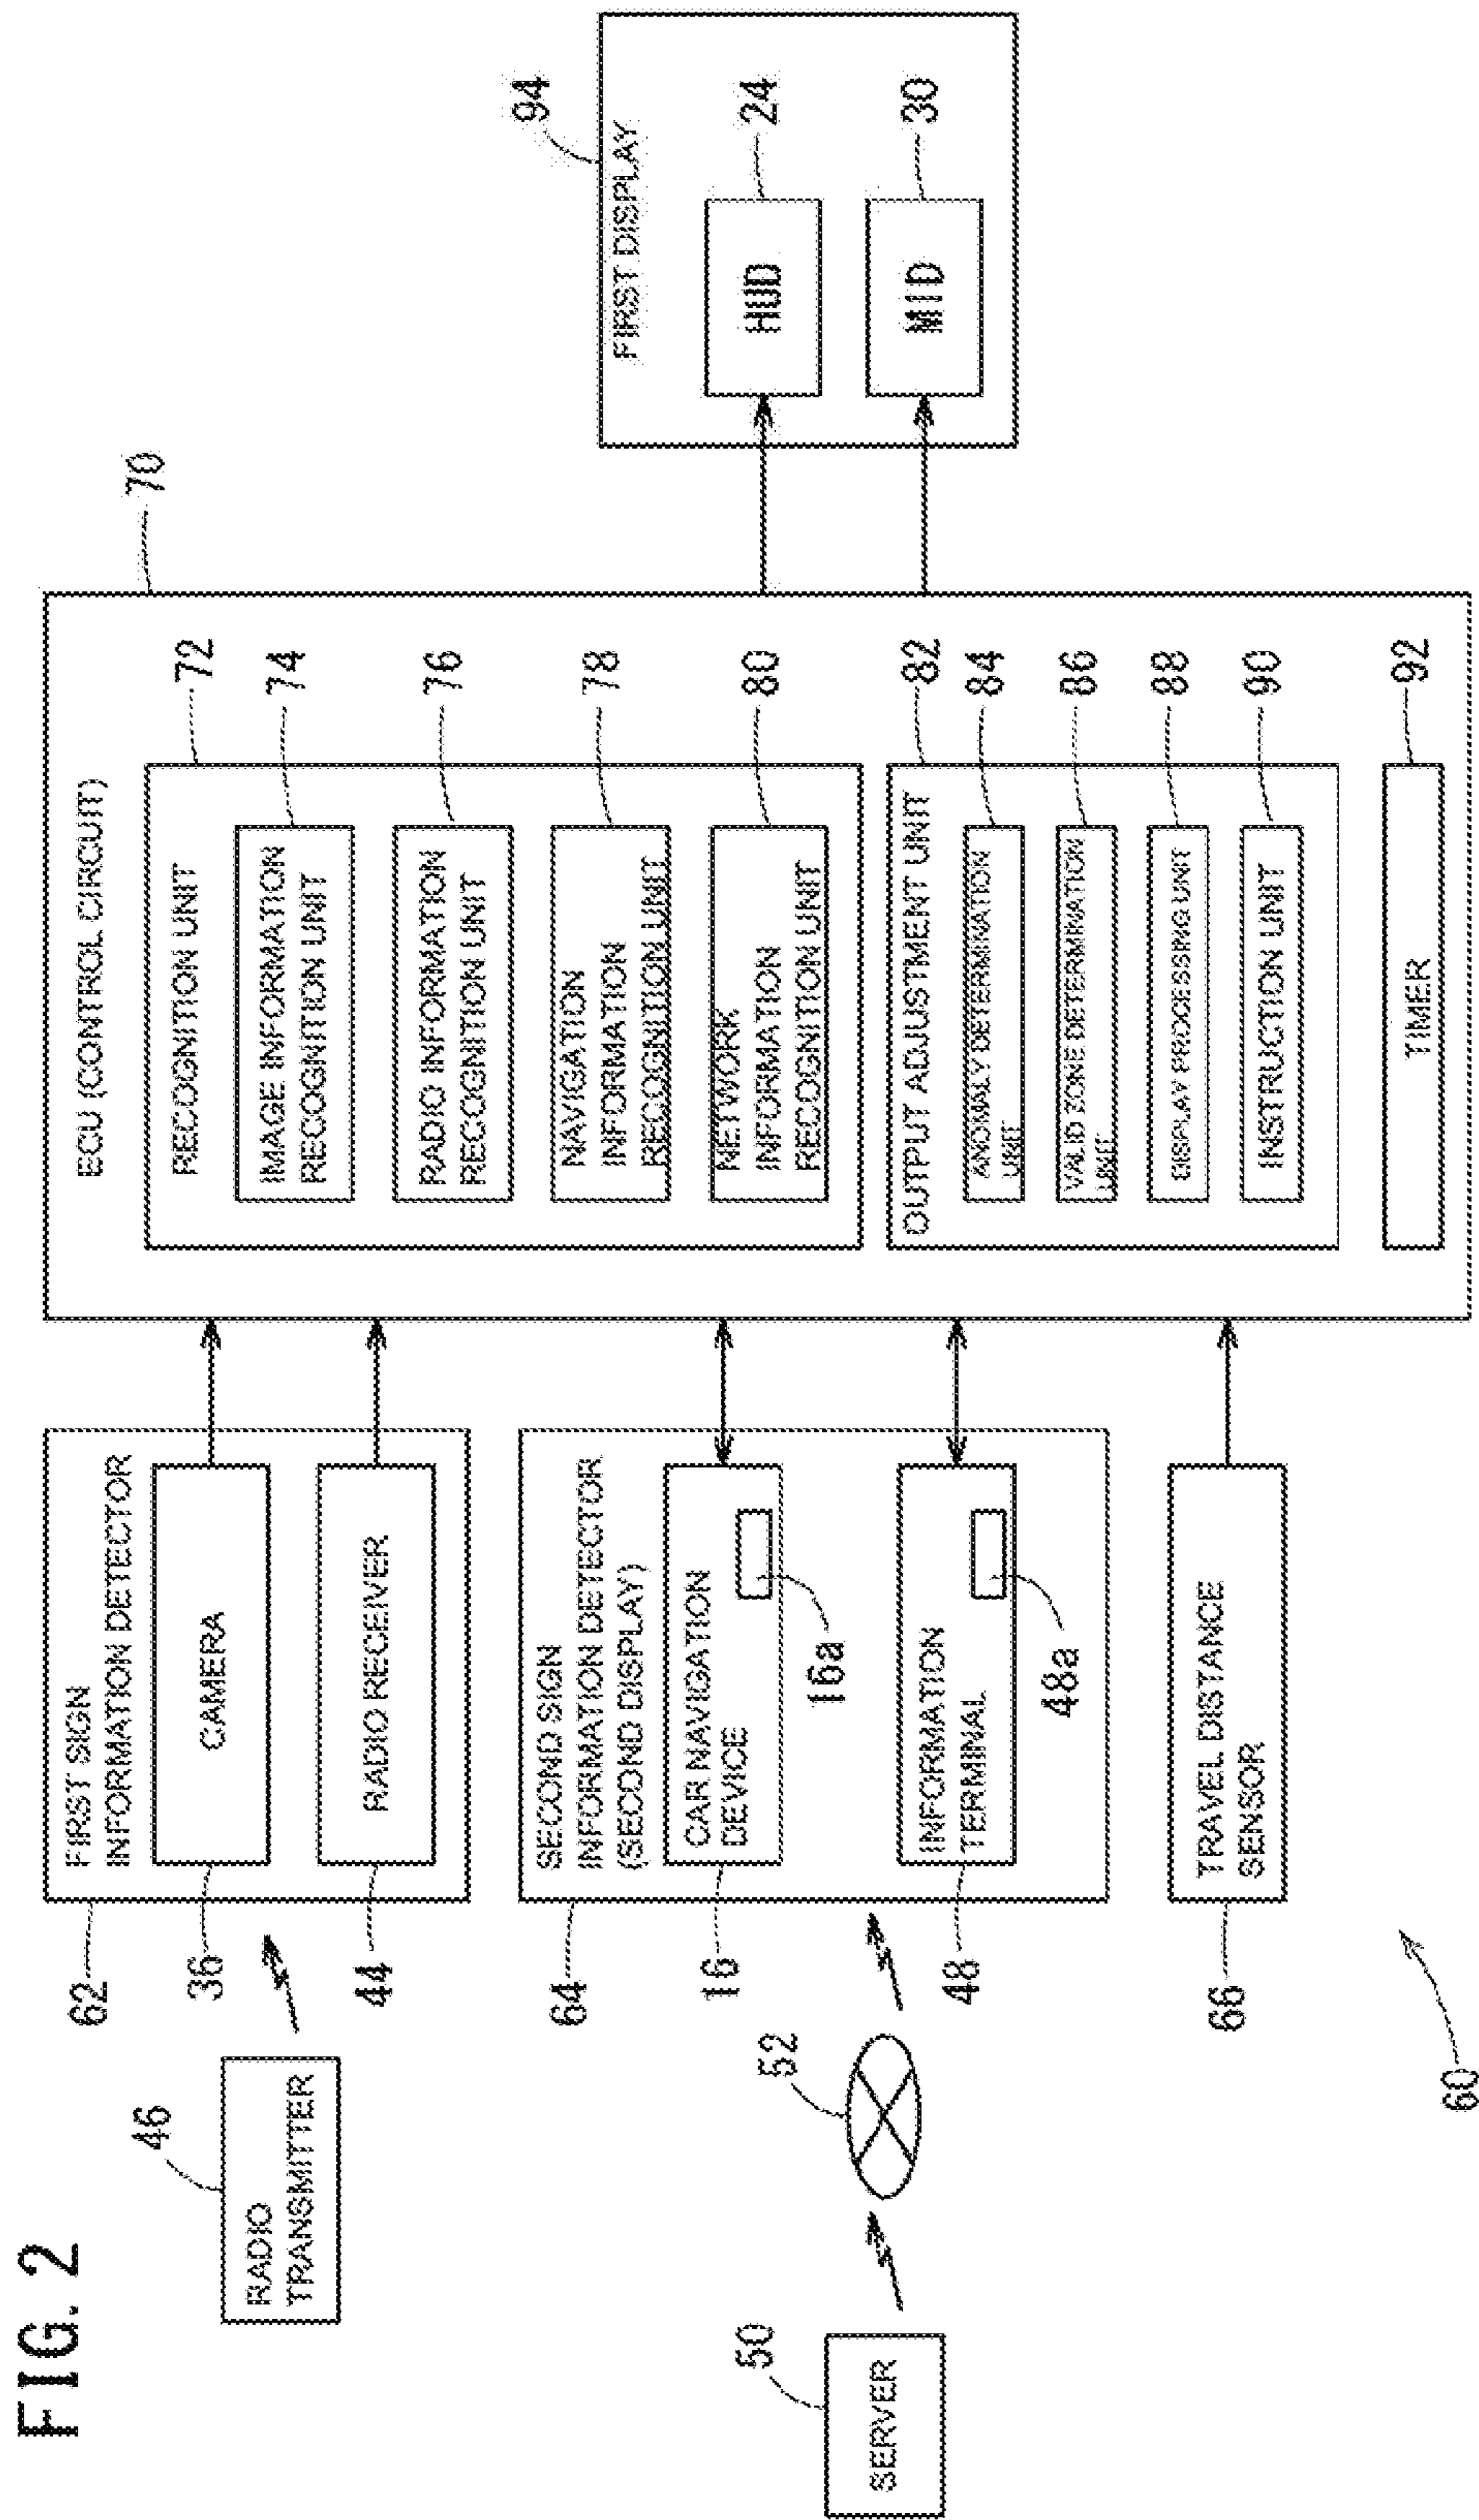 FIG. 2
46
RADIO
TRANSMITTER
50
SERVER
52
60
62
FIRST SIGN
INFORMATION DETECTOR
36
CAMERA
44
RADIO RECEIVER
64
SECOND SIGN
INFORMATION DETECTOR
(SECOND DISPLAY)
16
CAR NAVIGATION
DEVICE
16a
48
INFORMATION
TERMINAL
48a
66
TRAVEL DISTANCE
SENSOR
70
ECU (CONTROL CIRCUIT)
72
RECOGNITION UNIT
74
IMAGE INFORMATION
RECOGNITION UNIT
76
RADIO INFORMATION
RECOGNITION UNIT
78
NAVIGATION
INFORMATION
RECOGNITION UNIT
80
NETWORK
INFORMATION
RECOGNITION UNIT
82
OUTPUT ADJUSTMENT UNIT
84
ANOMALY DETERMINATION
UNIT
86
VALID ZONE DETERMINATION
UNIT
88
DISPLAY PROCESSING UNIT
90
INSTRUCTION UNIT
92
TIMER
94
FIRST DISPLAY
24
HUD
30
MID